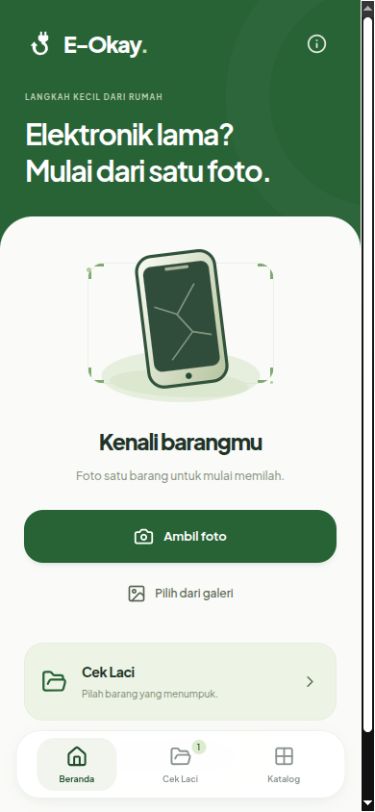 E-Okay.
LANGKAH KECIL DARI RUMAH
Elektronik lama?
Mulai dari satu foto.
Kenali barangmu
Foto satu barang untuk mulai memilah.
Ambil foto
Pilih dari galeri
Cek Laci
Pilah barang yang menumpuk.
1
Beranda
Cek Laci
Katalog